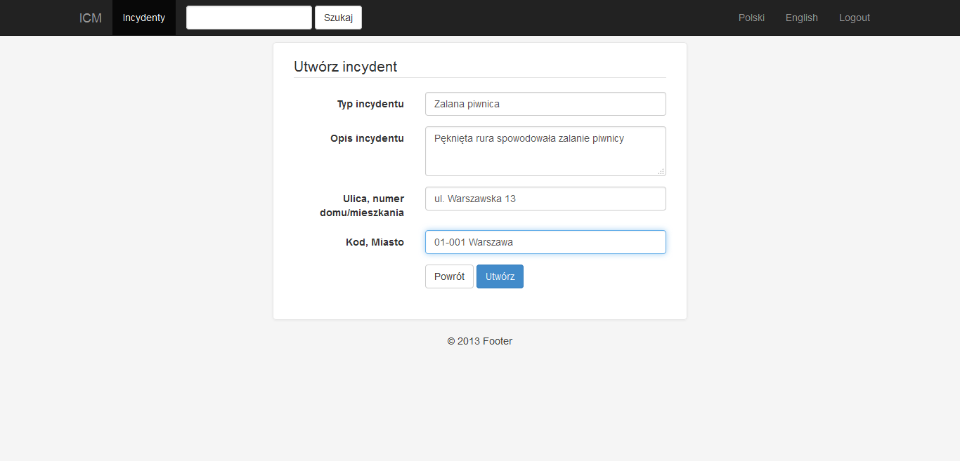 ICM Incydenty Szukaj Polski English Logout
Utwórz incydent
Typ incydentu Zalana piwnica
Opis incydentu Pęknięta rura spowodowała zalanie piwnicy
Ulica, numer ul. Warszawska 13
domu/mieszkania
Kod, Miasto 01-001 Warszawa
Powrót Utwórz
© 2013 Footer